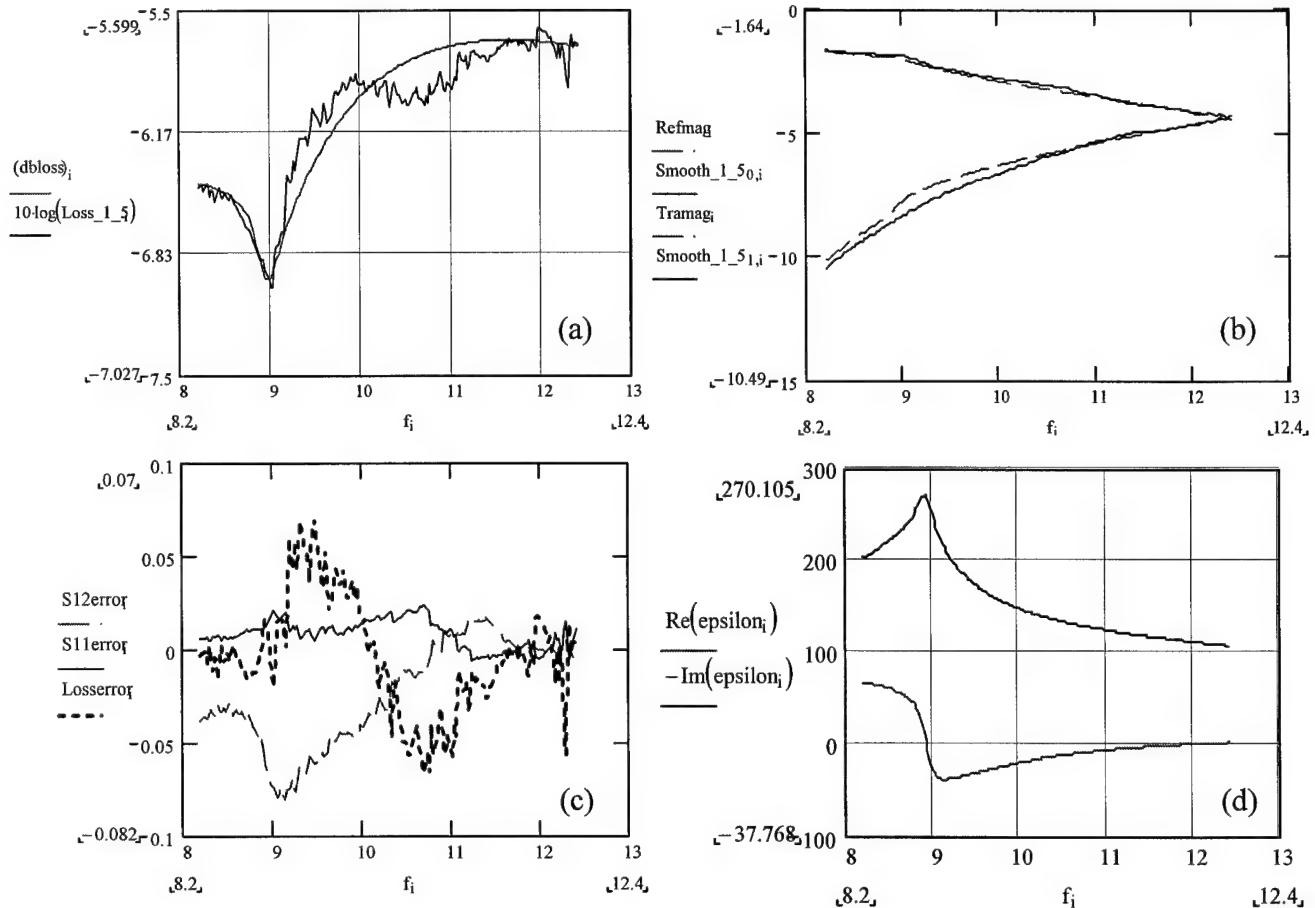 -5.5
-5.599
-6.17
(dbloss)i
10·log(Loss_1_5i)
-6.83
-7.027
-7.5
(a)
8 9 10 11 12 13
8.2 fi 12.4
0
-1.64
Refmagi
Smooth_1_50,i
Tramagi
Smooth_1_51,i
-5
-10
-10.49
-15
(b)
8 9 10 11 12 13
8.2 fi 12.4
0.1
0.07
0.05
S12errori
S11errori
Losserrori
0
-0.05
-0.082
-0.1
(c)
8 9 10 11 12 13
8.2 fi 12.4
300
270.105
200
Re(epsiloni)
-Im(epsiloni)
100
0
-37.768
-100
(d)
8 9 10 11 12 13
8.2 fi 12.4